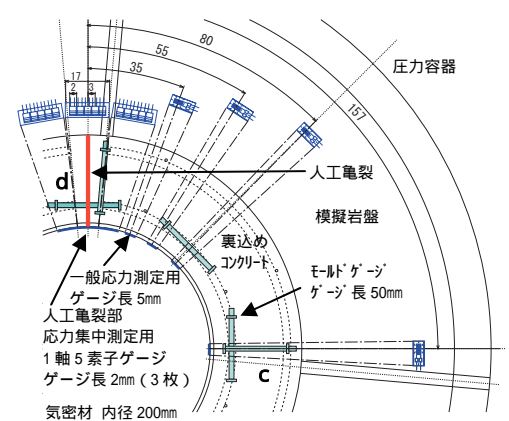 80
55
35
157
17
2
3
圧力容器
d
人工亀裂
模擬岩盤
裏込め
コンクリート
一般応力測定用
ゲージ長 5mm
ﾓｰﾙﾄﾞｹﾞｰｼﾞ
ｹﾞｰｼﾞ長 50mm
人工亀裂部
応力集中測定用
1 軸 5 素子ゲージ
ゲージ長 2mm ( 3 枚 )
c
気密材 内径 200mm